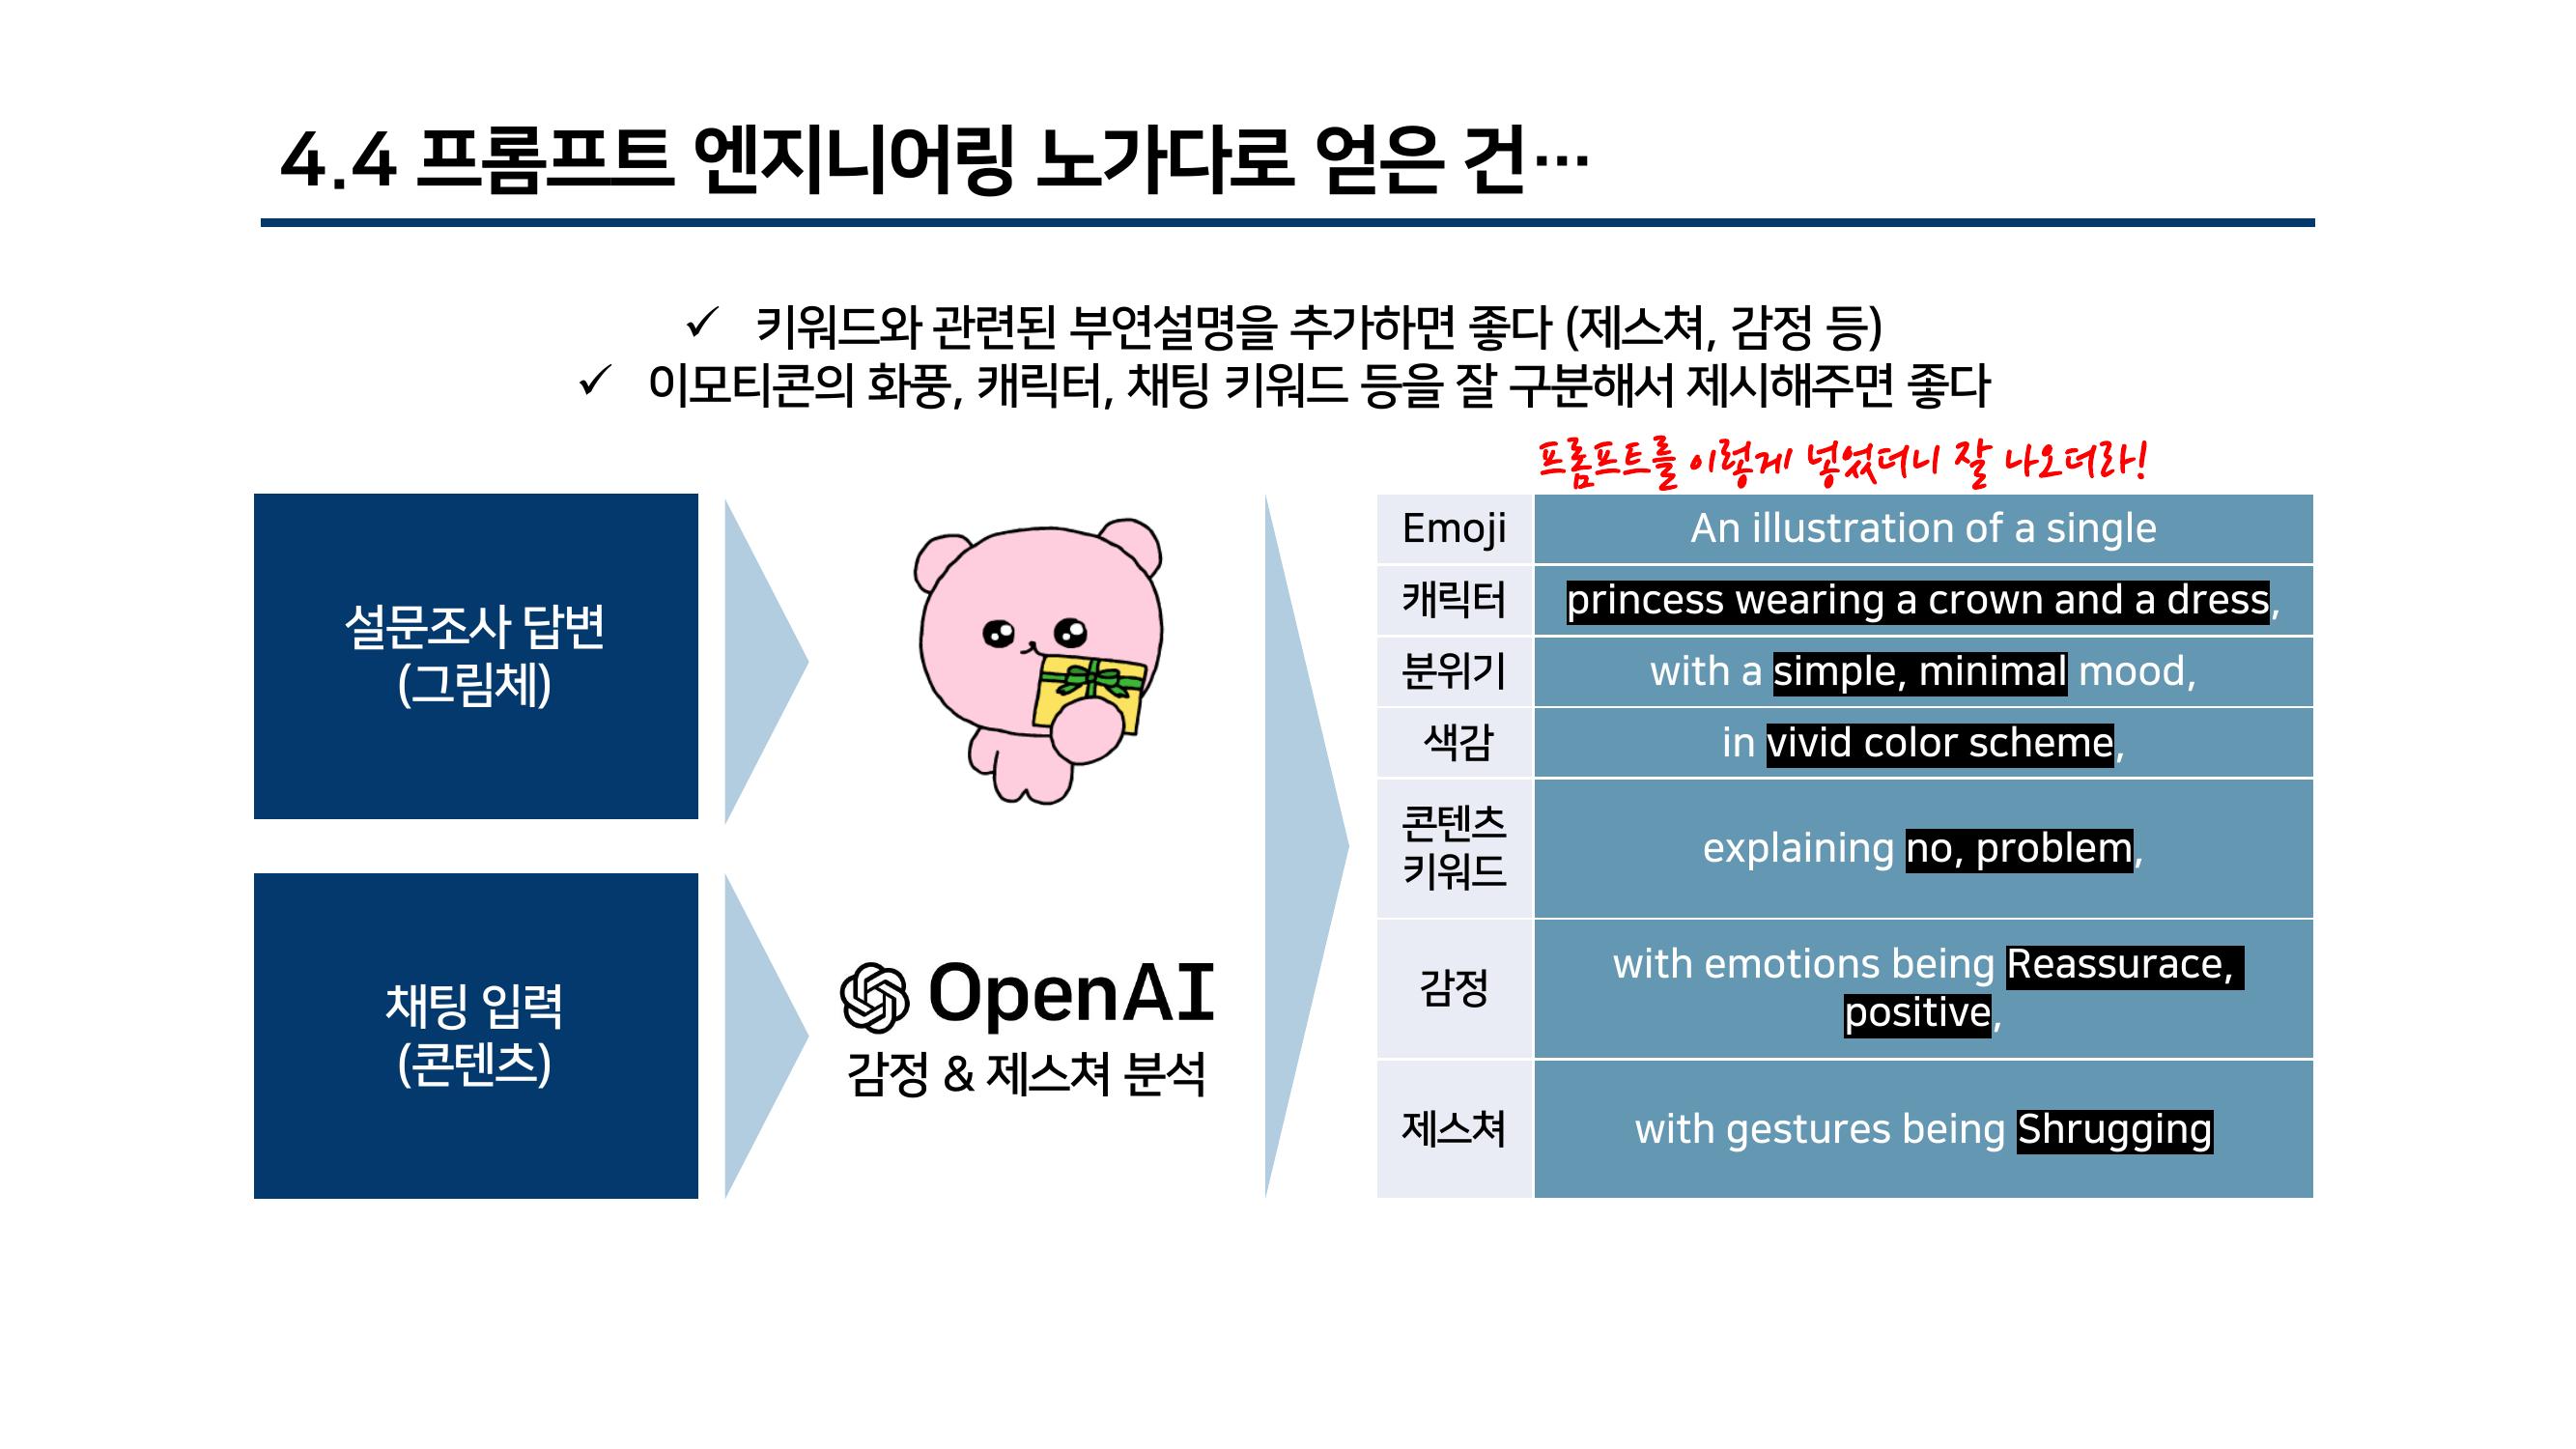 4.4 프롬프트 엔지니어링 노가다로 얻은 건…
✓ 키워드와 관련된 부연설명을 추가하면 좋다 (제스쳐, 감정 등)
✓ 이모티콘의 화풍, 캐릭터, 채팅 키워드 등을 잘 구분해서 제시해주면 좋다
프롬프트를 이렇게 넣었더니 잘 나오더라!
설문조사 답변
(그림체)
채팅 입력
(콘텐츠)
OpenAI
감정 & 제스쳐 분석
Emoji An illustration of a single
캐릭터 princess wearing a crown and a dress,
분위기 with a simple, minimal mood,
색감 in vivid color scheme,
콘텐츠
키워드
explaining no, problem,
감정
with emotions being Reassurace,
positive,
제스쳐 with gestures being Shrugging